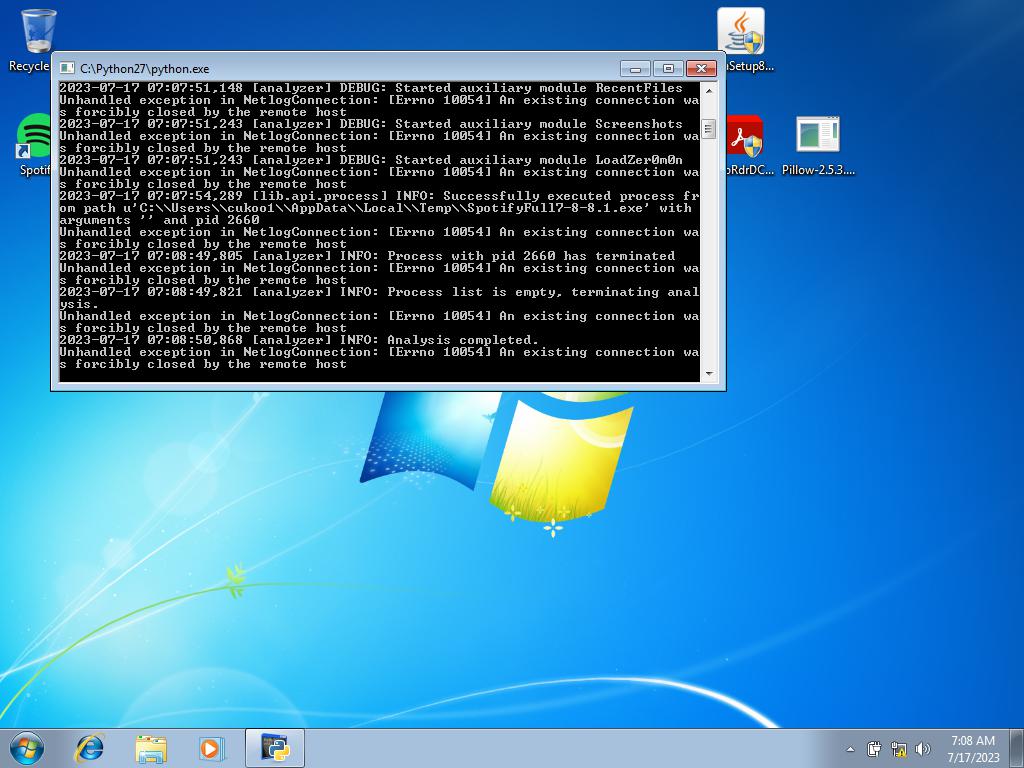 Recycle
C:\Python27\python.exe
Setup8...
2023-07-17 07:07:51,148 [analyzer] DEBUG: Started auxiliary module RecentFiles
Unhandled exception in NetlogConnection: [Errno 10054] An existing connection wa
s forcibly closed by the remote host
2023-07-17 07:07:51,243 [analyzer] DEBUG: Started auxiliary module Screenshots
Unhandled exception in NetlogConnection: [Errno 10054] An existing connection wa
s forcibly closed by the remote host
2023-07-17 07:07:51,243 [analyzer] DEBUG: Started auxiliary module LoadZer0m0n
Unhandled exception in NetlogConnection: [Errno 10054] An existing connection wa
s forcibly closed by the remote host
2023-07-17 07:07:54,289 [lib.api.process] INFO: Successfully executed process fr
om path u'C:\\Users\\cukoo1\\AppData\\Local\\Temp\\SpotifyFull7-8-8.1.exe' with
arguments '' and pid 2660
Unhandled exception in NetlogConnection: [Errno 10054] An existing connection wa
s forcibly closed by the remote host
2023-07-17 07:08:49,805 [analyzer] INFO: Process with pid 2660 has terminated
Unhandled exception in NetlogConnection: [Errno 10054] An existing connection wa
s forcibly closed by the remote host
2023-07-17 07:08:49,821 [analyzer] INFO: Process list is empty, terminating anal
ysis.
Unhandled exception in NetlogConnection: [Errno 10054] An existing connection wa
s forcibly closed by the remote host
2023-07-17 07:08:50,868 [analyzer] INFO: Analysis completed.
Unhandled exception in NetlogConnection: [Errno 10054] An existing connection wa
s forcibly closed by the remote host
Spotif
RdrDC...
Pillow-2.5.3....
7:08 AM
7/17/2023